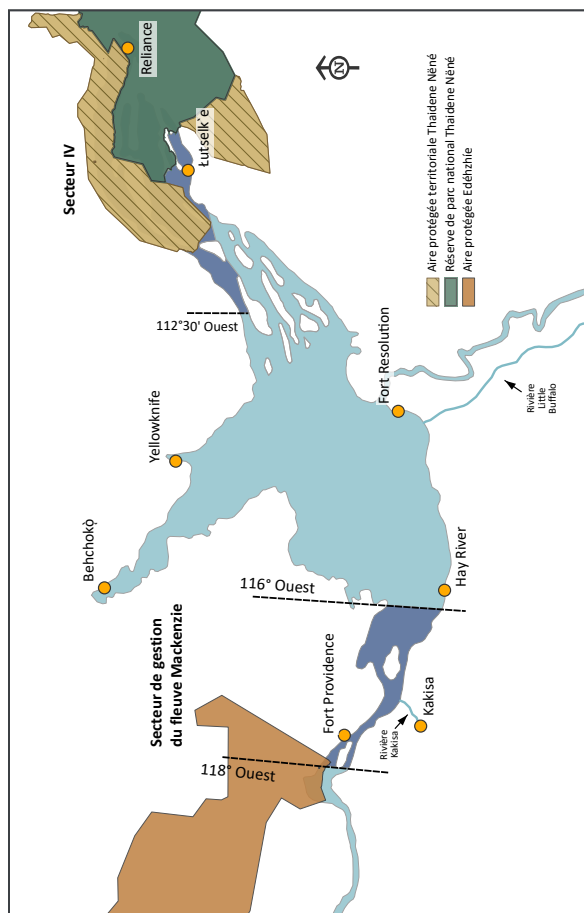 Reliance
Łutselk`e
Secteur IV
N
Aire protégée territoriale Thaidene Nëné
Réserve de parc national Thaidene Nëné
Aire protégée Edéhzhíe
112°30' Ouest
Yellowknife
Behchokǫ̀
Fort Resolution
Rivière
Little
Buffalo
116° Ouest
Hay River
Secteur de gestion
du fleuve Mackenzie
Fort Providence
118° Ouest
Rivière
Kakisa
Kakisa